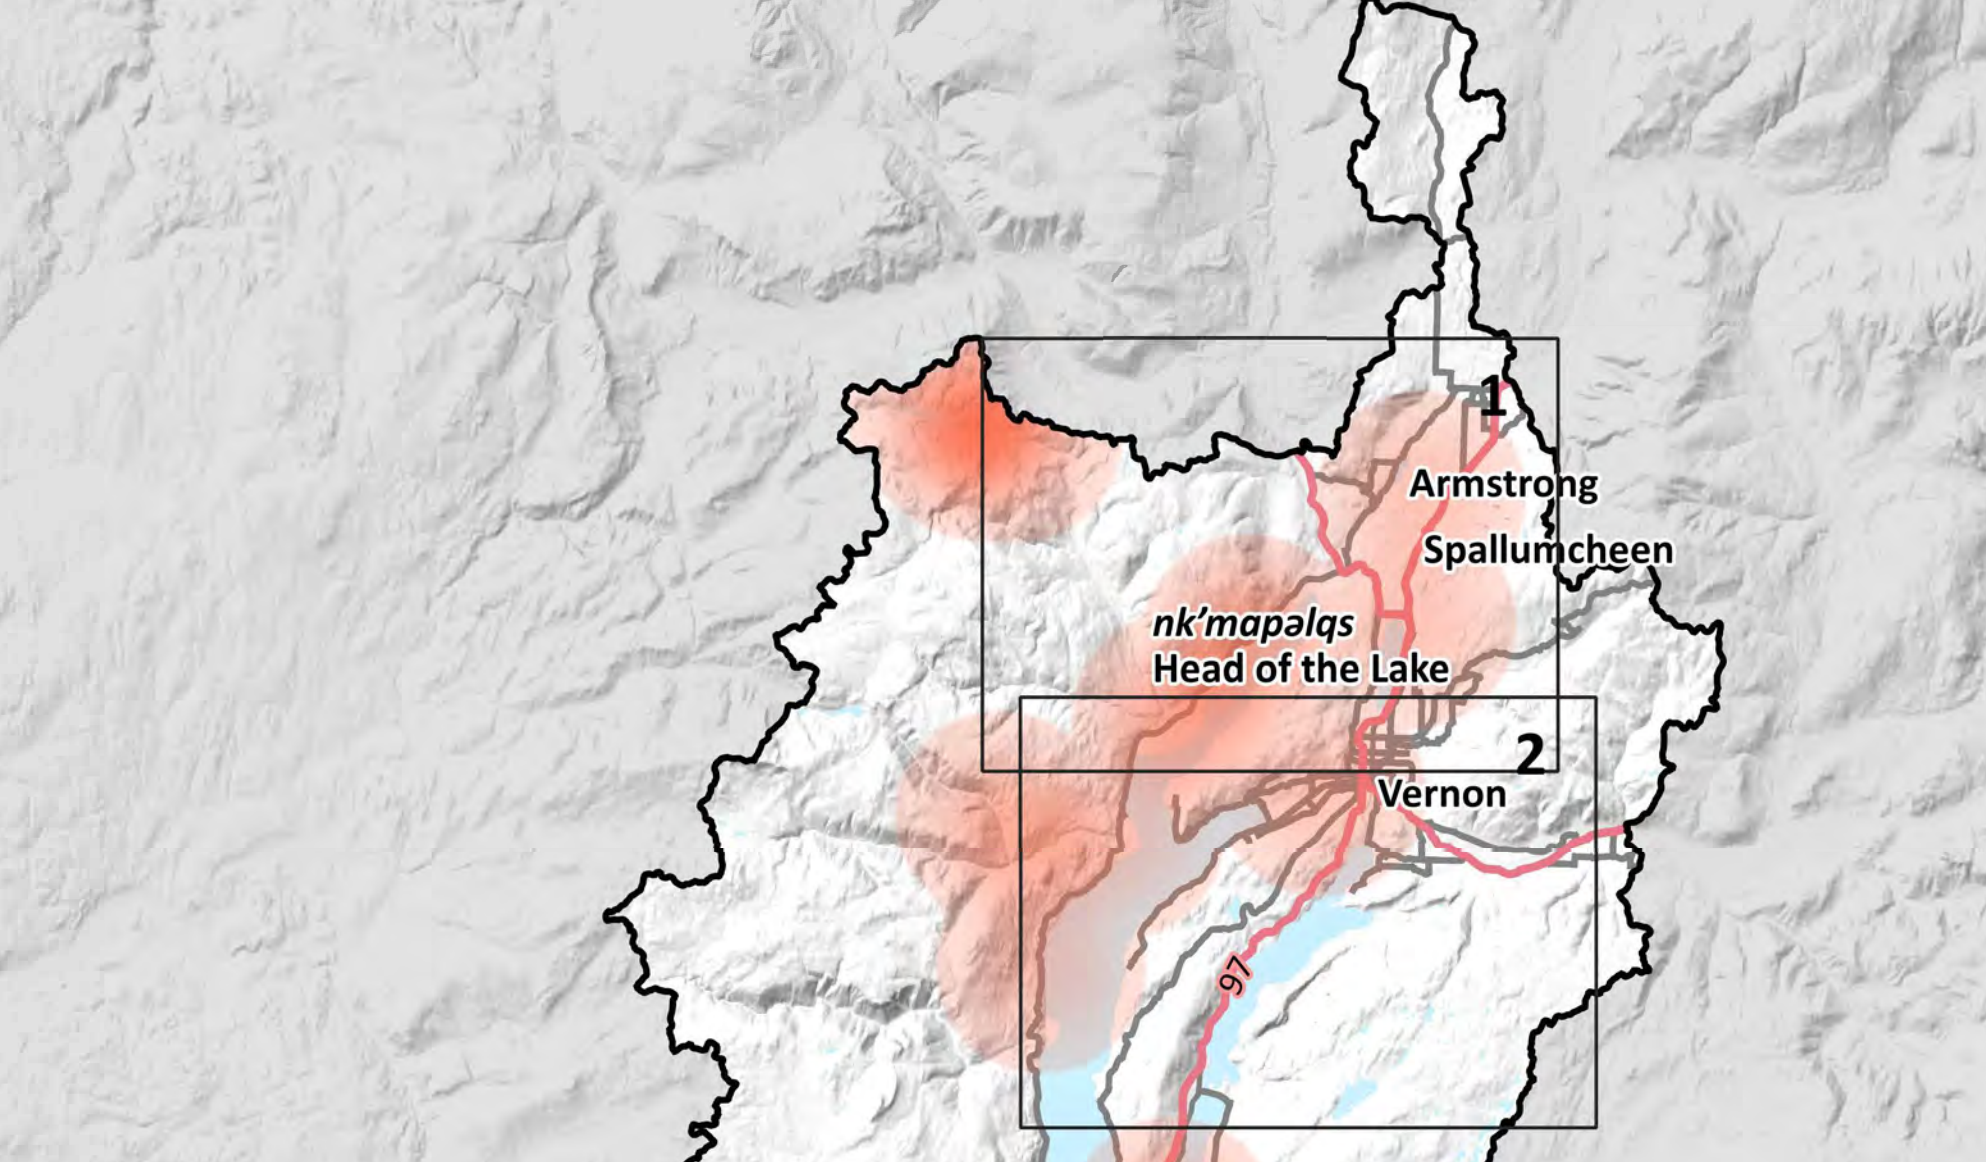 1
Armstrong
Spallumcheen
nk'mapəlqs
Head of the Lake
2
Vernon
97